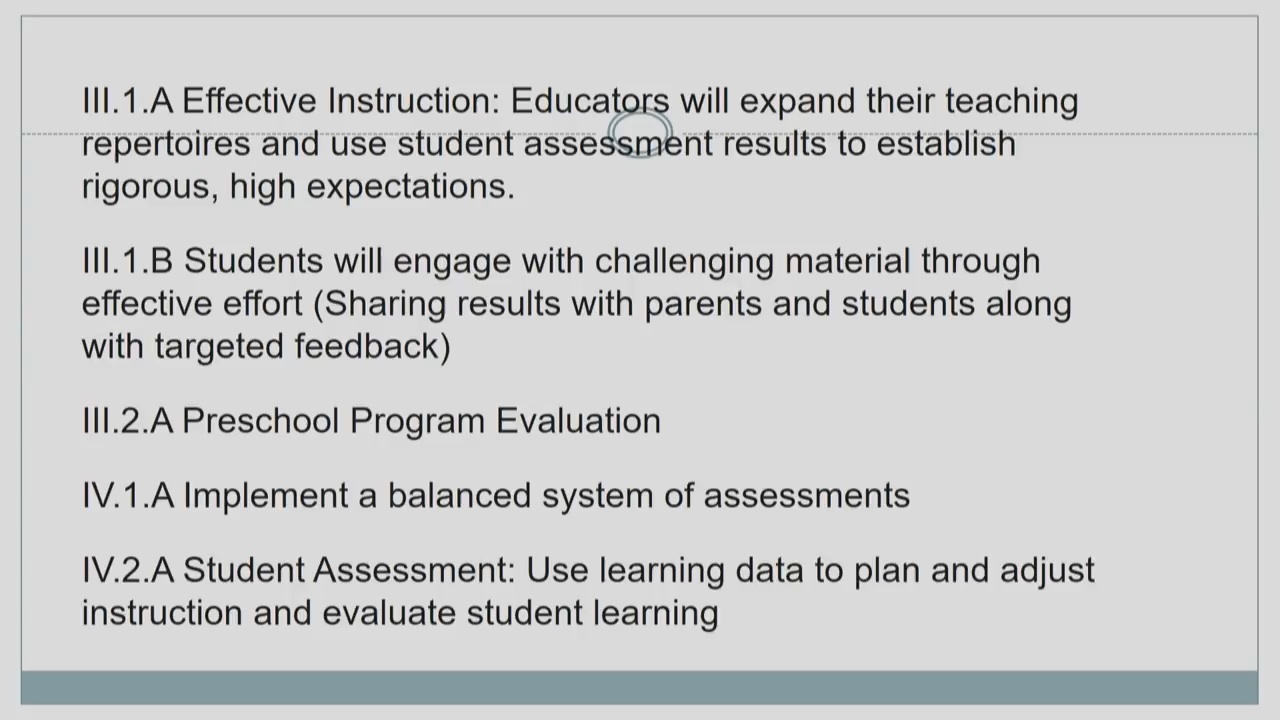 III.1.A Effective Instruction: Educators will expand their teaching
repertoires and use student assessment results to establish
rigorous, high expectations.
III.1.B Students will engage with challenging material through
effective effort (Sharing results with parents and students along
with targeted feedback)
III.2.A Preschool Program Evaluation
IV.1.A Implement a balanced system of assessments
IV.2.A Student Assessment: Use learning data to plan and adjust
instruction and evaluate student learning